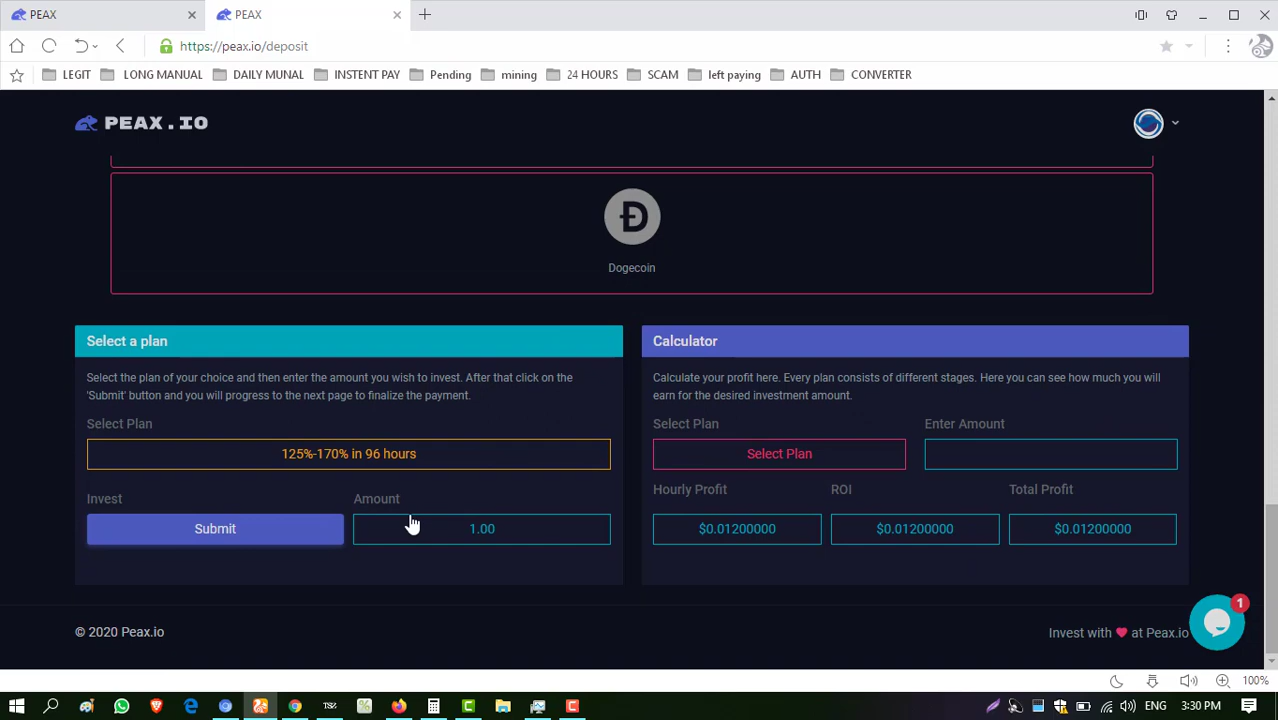 PEAX
PEAX
https://peax.io/deposit
LEGIT LONG MANUAL DAILY MUNAL INSTENT PAY Pending mining 24 HOURS SCAM left paying AUTH CONVERTER
PEAX.IO
Dogecoin
Select a plan
Select the plan of your choice and then enter the amount you wish to invest. After that click on the
'Submit' button and you will progress to the next page to finalize the payment.
Select Plan
125%-170% in 96 hours
Invest Amount
Submit 1.00
Calculator
Calculate your profit here. Every plan consists of different stages. Here you can see how much you will
earn for the desired investment amount.
Select Plan Enter Amount
Select Plan
Hourly Profit ROI Total Profit
$0.01200000 $0.01200000 $0.01200000
© 2020 Peax.io
Invest with ❤ at Peax.io
1
100%
TSV
ENG 3:30 PM